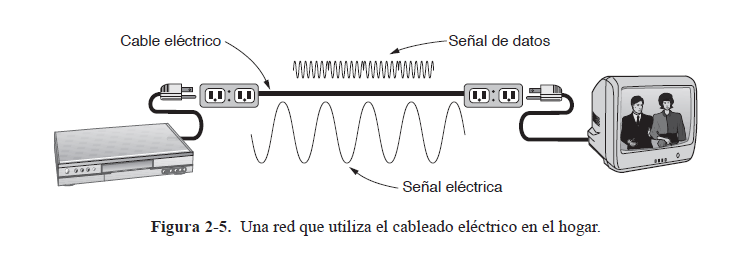 Cable eléctrico
Señal de datos
Señal eléctrica
Figura 2-5. Una red que utiliza el cableado eléctrico en el hogar.